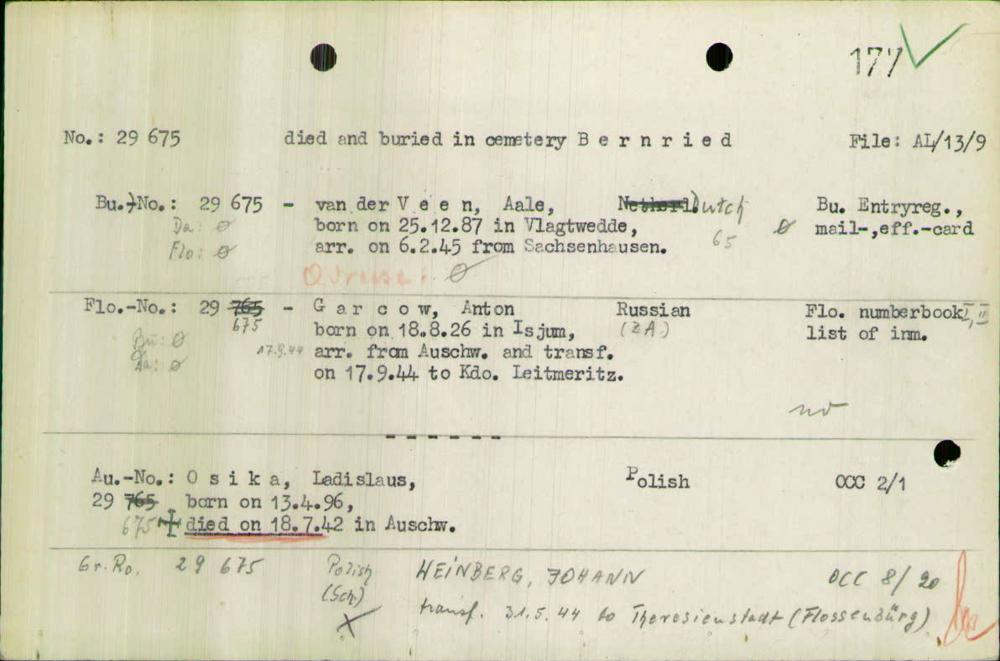 177
No.: 29 675 died and buried in cemetery B e r n r i e d File: AL/13/9
Bu.-No.: 29 675 - van der V e e n, Aale, Netherl. Dutch Bu. Entryreg.,
Da: ∅ born on 25.12.87 in Vlagtwedde, 65 ∅ mail-,eff.-card
Flo: ∅ arr. on 6.2.45 from Sachsenhausen.
∅
Flo.-No.: 29 765 - G a r c o w, Anton Russian Flo. numberbook I, II
675 born on 18.8.26 in Isjum, (ZA) list of inm.
Bu: ∅ 17.9.44 arr. from Auschw. and transf.
Da: ∅ on 17.9.44 to Kdo. Leitmeritz.
no
------
Au.-No.: O s i k a, Ladislaus, Polish OCC 2/1
29 765 born on 13.4.96,
675 died on 18.7.42 in Auschw.
Gr. Ro. 29 675 Polish WEINBERG, JOHANN OCC 8/20
(Sch) transf. 31.5.44 to Theresienstadt (Flossenbürg)